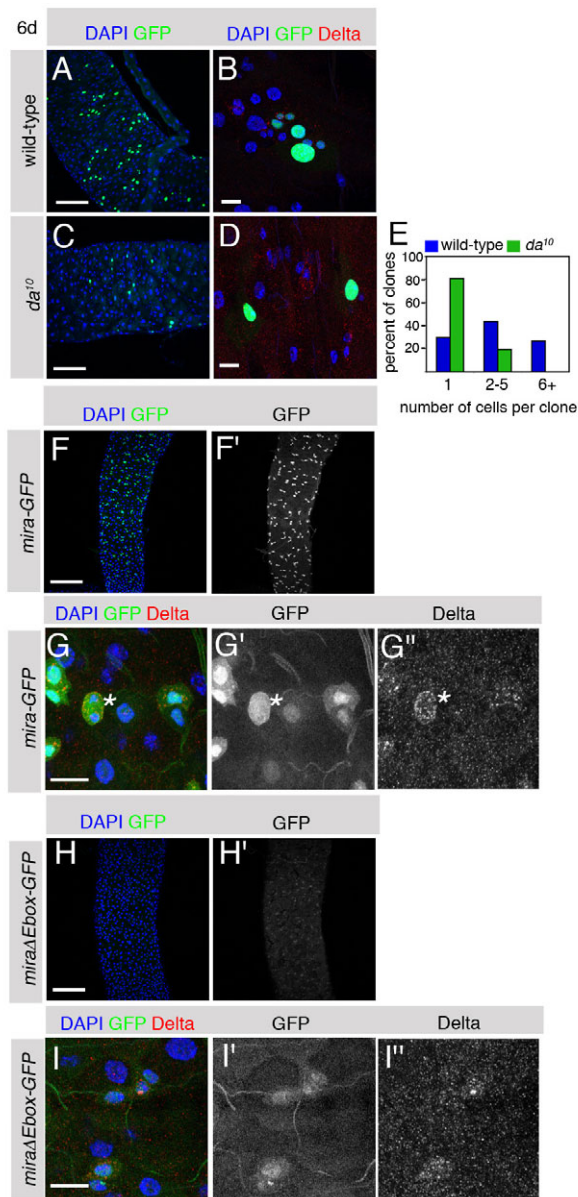 6d
DAPI GFP
DAPI GFP Delta
wild-type
A
B
da¹⁰
C
D
E
wild-type da¹⁰
percent of clones
100
80
60
40
20
1 2-5 6+
number of cells per clone
DAPI GFP
GFP
mira-GFP
F
F'
DAPI GFP Delta
GFP
Delta
mira-GFP
G
*
G'
*
G''
*
DAPI GFP
GFP
miraΔEbox-GFP
H
H'
DAPI GFP Delta
GFP
Delta
miraΔEbox-GFP
I
I'
I''